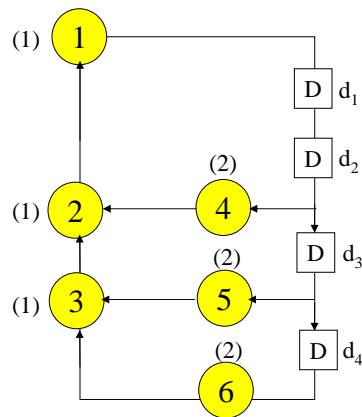 (1) 1
D d₁
D d₂
(2)
(1) 2 4
D d₃
(2)
(1) 3 5
D d₄
(2)
6